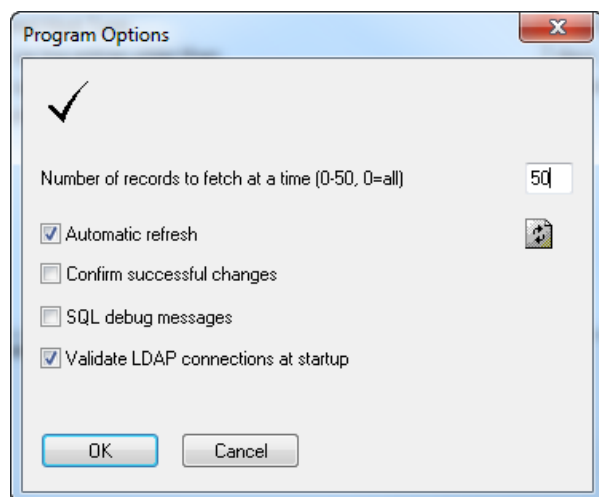 Program Options
Number of records to fetch at a time (0-50, 0=all) 50
Automatic refresh
Confirm successful changes
SQL debug messages
Validate LDAP connections at startup
OK Cancel